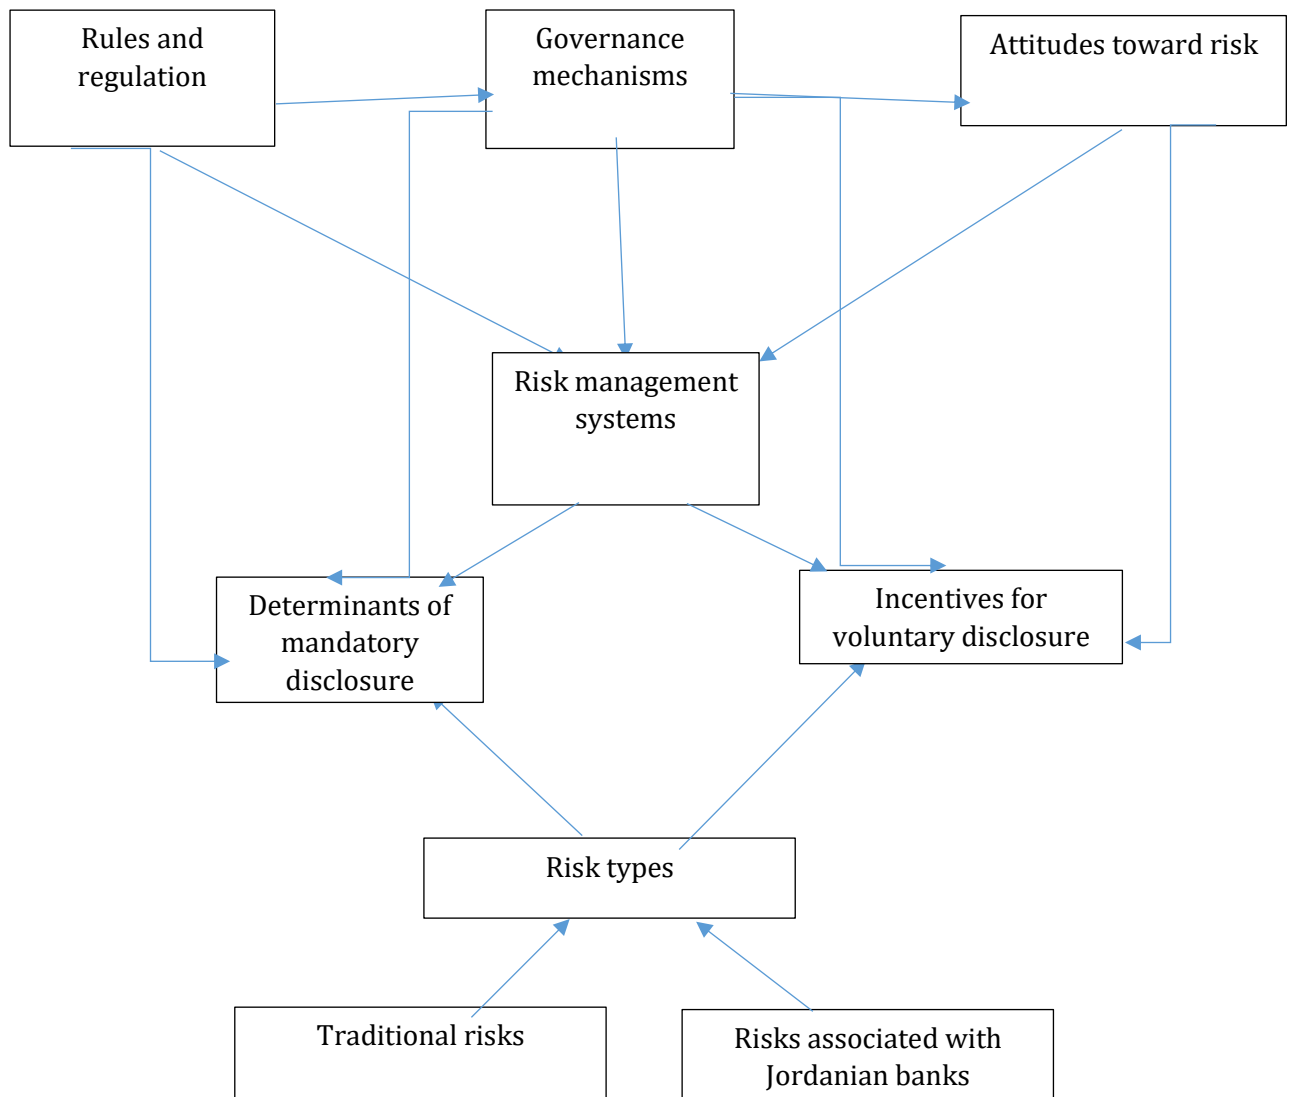 Rules and
regulation
Governance
mechanisms
Attitudes toward risk
Risk management
systems
Determinants of
mandatory
disclosure
Incentives for
voluntary disclosure
Risk types
Traditional risks
Risks associated with
Jordanian banks